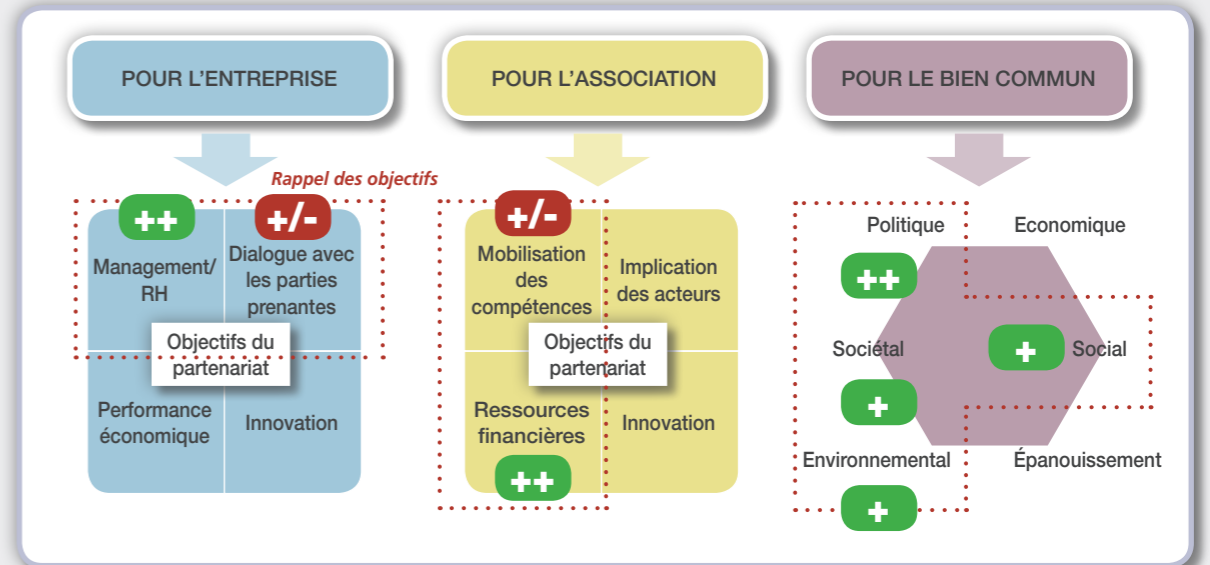 POUR L'ENTREPRISE
POUR L'ASSOCIATION
POUR LE BIEN COMMUN
Rappel des objectifs
++
+/-
Management/
RH
Dialogue avec
les parties
prenantes
Objectifs du
partenariat
Performance
économique
Innovation
+/-
Mobilisation
des
compétences
Implication
des acteurs
Objectifs du
partenariat
Ressources
financières
Innovation
++
Politique
Economique
++
Sociétal
+
Social
+
Environnemental
Épanouissement
+